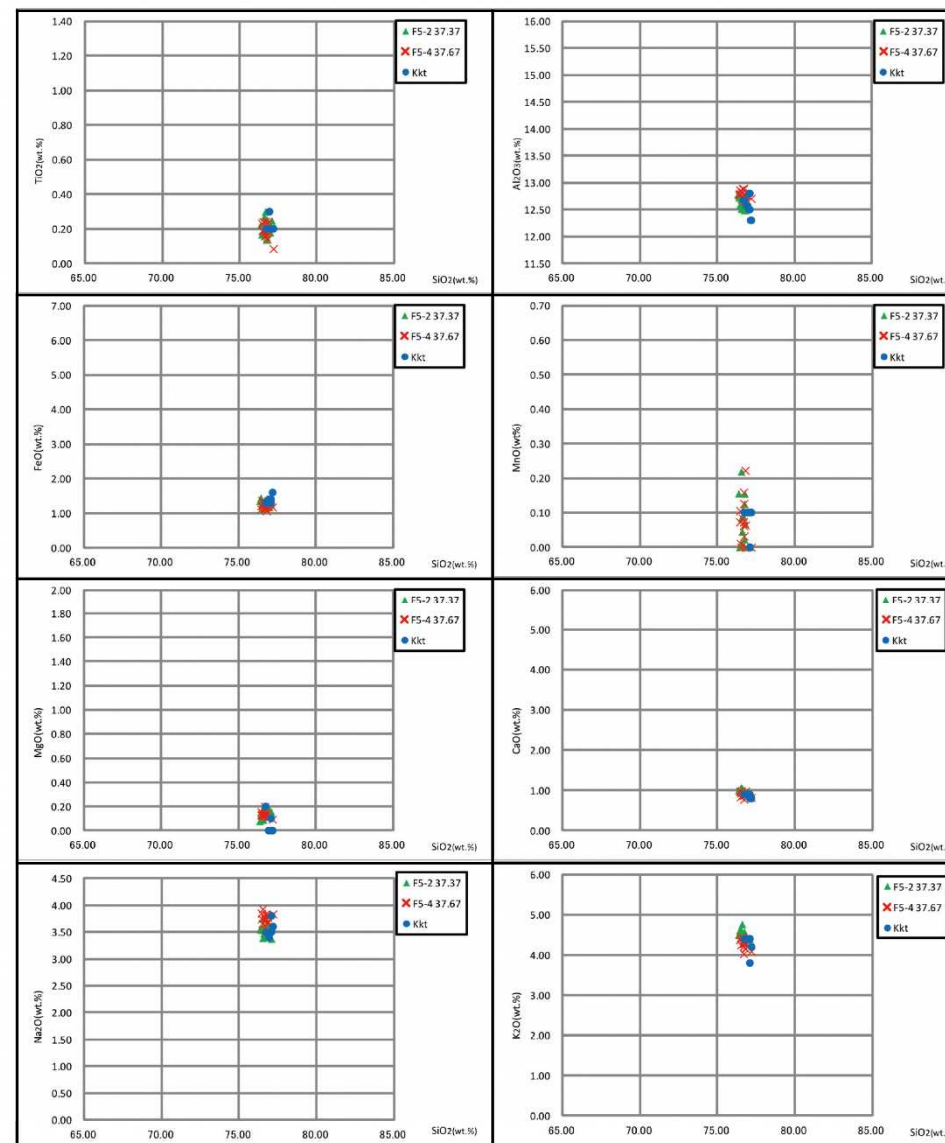 1.40
1.20
1.00
0.80
0.60
0.40
0.20
0.00
TiO2(wt.%)
65.00 70.00 75.00 80.00 85.00
SiO2(wt.%)
F5-2 37.37
F5-4 37.67
Kkt
16.00
15.50
15.00
14.50
14.00
13.50
13.00
12.50
12.00
11.50
Al2O3(wt.%)
65.00 70.00 75.00 80.00 85.00
SiO2(wt.
F5-2 37.37
F5-4 37.67
Kkt
7.00
6.00
5.00
4.00
3.00
2.00
1.00
0.00
FeO(wt.%)
65.00 70.00 75.00 80.00 85.00
SiO2(wt.%)
F5-2 37.37
F5-4 37.67
Kkt
0.70
0.60
0.50
0.40
0.30
0.20
0.10
0.00
MnO(wt%)
65.00 70.00 75.00 80.00 85.00
SiO2(wt.
F5-2 37.37
F5-4 37.67
Kkt
2.00
1.80
1.60
1.40
1.20
1.00
0.80
0.60
0.40
0.20
0.00
MgO(wt.%)
65.00 70.00 75.00 80.00 85.00
SiO2(wt.%)
F5-2 37.37
F5-4 37.67
Kkt
6.00
5.00
4.00
3.00
2.00
1.00
0.00
CaO(wt.%)
65.00 70.00 75.00 80.00 85.00
SiO2(wt.
F5-2 37.37
F5-4 37.67
Kkt
4.50
4.00
3.50
3.00
2.50
2.00
1.50
1.00
0.50
0.00
Na2O(wt.%)
65.00 70.00 75.00 80.00 85.00
SiO2(wt.%)
F5-2 37.37
F5-4 37.67
Kkt
6.00
5.00
4.00
3.00
2.00
1.00
0.00
K2O(wt.%)
65.00 70.00 75.00 80.00 85.00
SiO2(wt.
F5-2 37.37
F5-4 37.67
Kkt